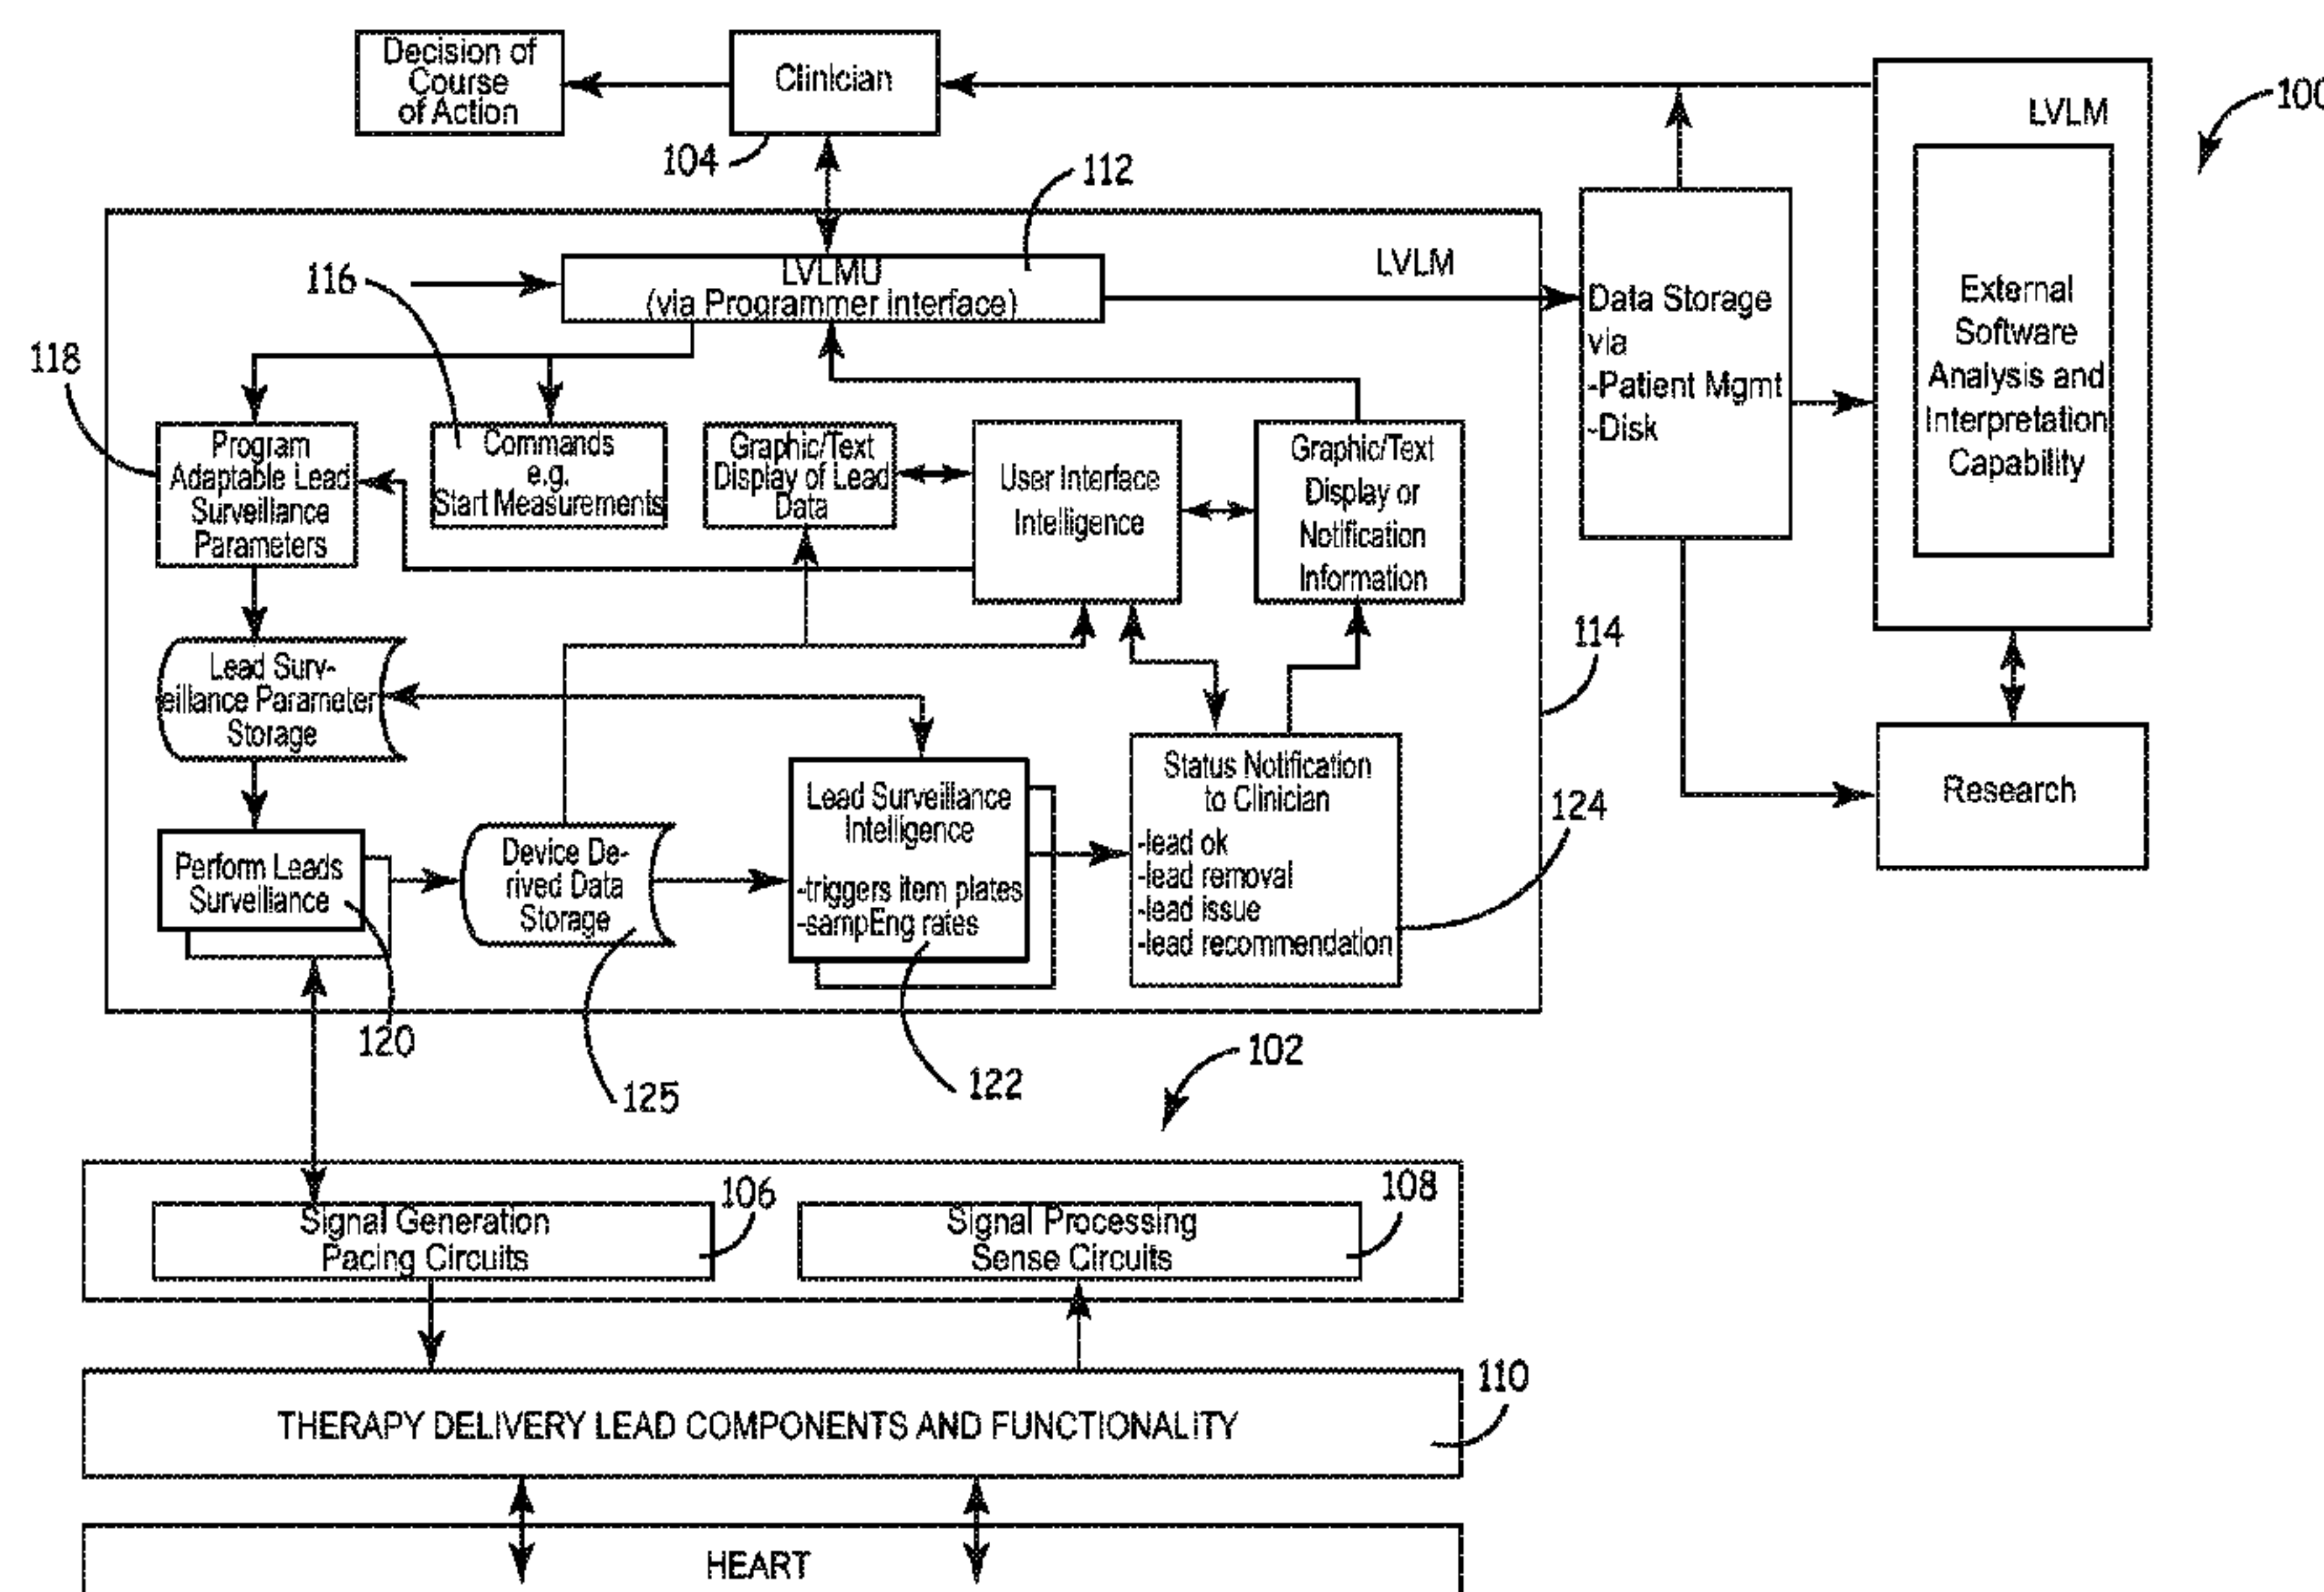 Decision of
Course
of Action
Clinician
104
112
LVLM
100
External
Software
Analysis and
Interpretation
Capability
LVLMU
(via Programmer interface)
LVLM
116
118
Data Storage
via
-Patient Mgmt
-Disk
Program
Adaptable Lead
Surveillance
Parameters
Commands
e.g.
Start Measurements
Graphic/Text
Display of Lead
Data
User Interface
Intelligence
Graphic/Text
Display or
Notification
Information
114
Lead Surv-
eillance Parameter
Storage
Research
Perform Leads
Surveillance
Device De-
rived Data
Storage
Lead Surveillance
Intelligence
-triggers item plates
-sampEng rates
Status Notification
to Clinician
-lead ok
-lead removal
-lead issue
-lead recommendation
124
120
125
122
102
106
108
Signal Generation
Pacing Circuits
Signal Processing
Sense Circuits
110
THERAPY DELIVERY LEAD COMPONENTS AND FUNCTIONALITY
HEART